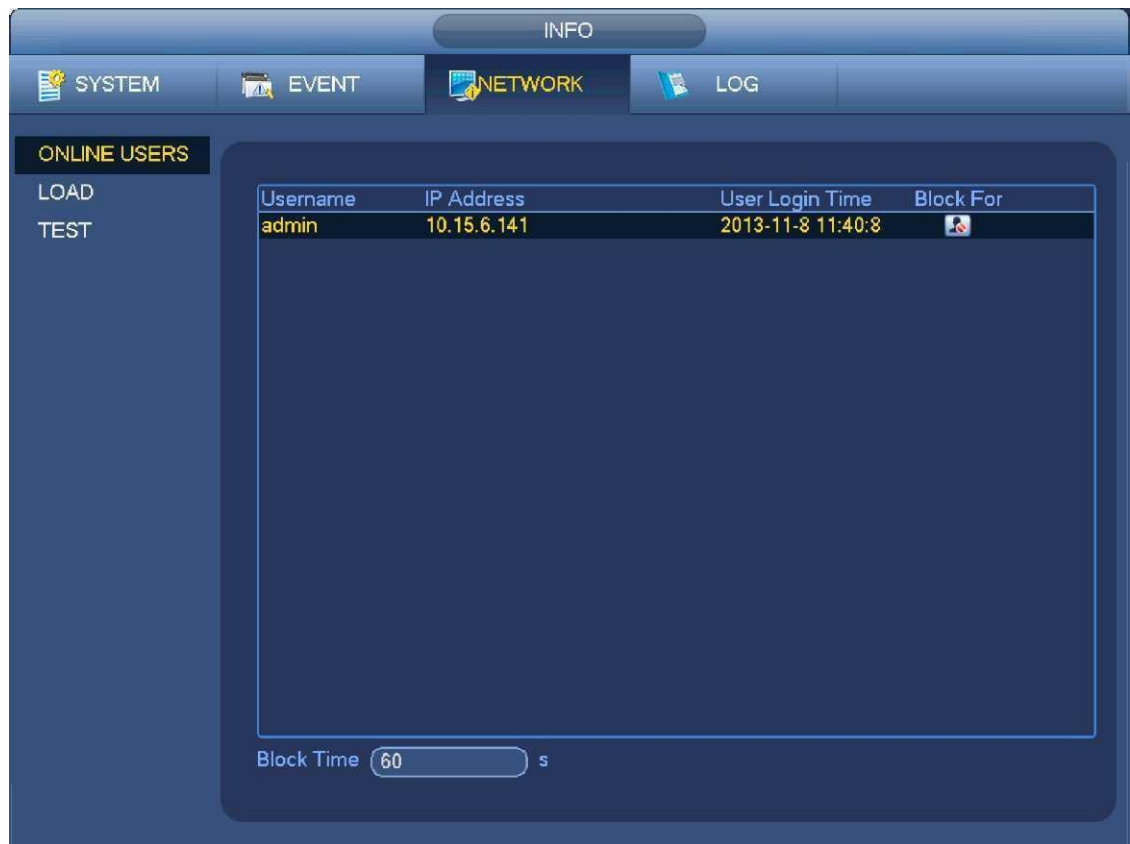 INFO
SYSTEM EVENT NETWORK LOG
ONLINE USERS
LOAD
TEST
Username IP Address User Login Time Block For
admin 10.15.6.141 2013-11-8 11:40:8
Block Time 60 s